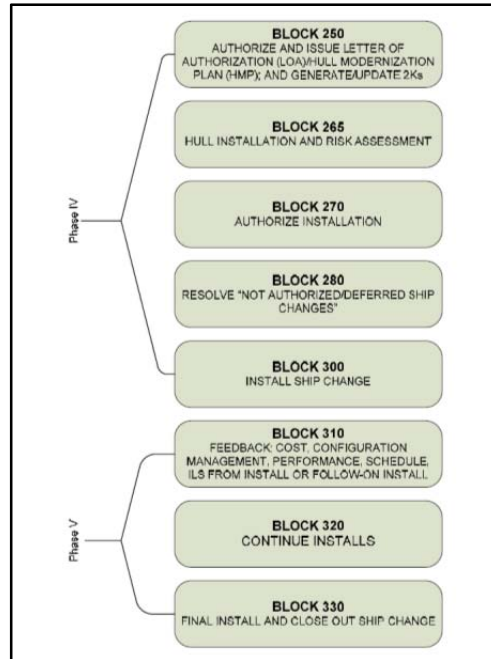 BLOCK 250
AUTHORIZE AND ISSUE LETTER OF
AUTHORIZATION (LOA)/HULL MODERNIZATION
PLAN (HMP); AND GENERATE/UPDATE 2Ks
BLOCK 265
HULL INSTALLATION AND RISK ASSESSMENT
Phase IV
BLOCK 270
AUTHORIZE INSTALLATION
BLOCK 280
RESOLVE "NOT AUTHORIZED/DEFERRED SHIP
CHANGES"
BLOCK 300
INSTALL SHIP CHANGE
BLOCK 310
FEEDBACK: COST, CONFIGURATION
MANAGEMENT, PERFORMANCE, SCHEDULE,
ILS FROM INSTALL OR FOLLOW-ON INSTALL
Phase V
BLOCK 320
CONTINUE INSTALLS
BLOCK 330
FINAL INSTALL AND CLOSE OUT SHIP CHANGE